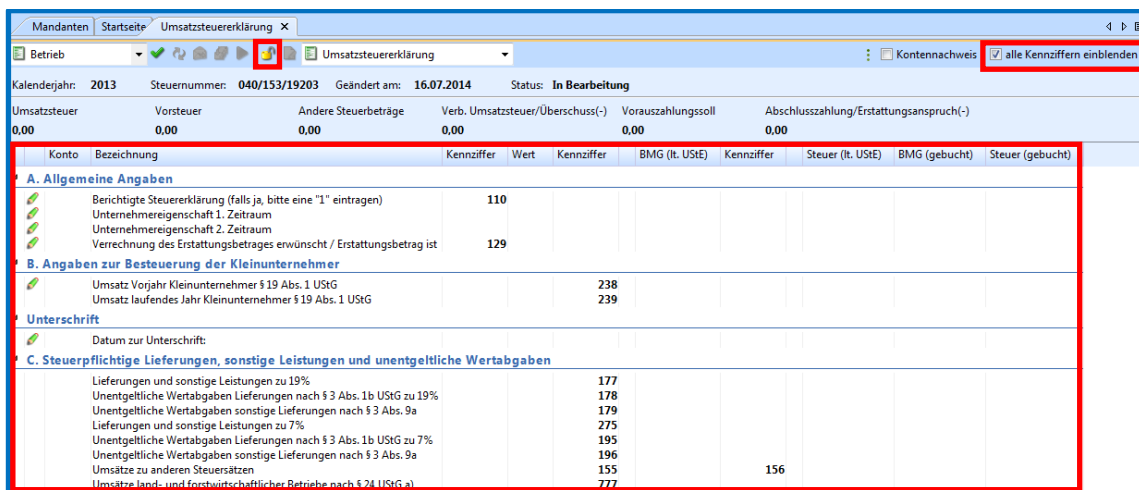 Mandanten Startseite Umsatzsteuererklärung
Betrieb Umsatzsteuererklärung Kontennachweis alle Kennziffern einblenden
Kalenderjahr: 2013 Steuernummer: 040/153/19203 Geändert am: 16.07.2014 Status: In Bearbeitung
Umsatzsteuer Vorsteuer Andere Steuerbeträge Verb. Umsatzsteuer/Überschuss(-) Vorauszahlungssoll Abschlusszahlung/Erstattungsanspruch(-)
0,00 0,00 0,00 0,00 0,00 0,00
Konto Bezeichnung Kennziffer Wert Kennziffer BMG (lt. UStE) Kennziffer Steuer (lt. UStE) BMG (gebucht) Steuer (gebucht)
A. Allgemeine Angaben
Berichtigte Steuererklärung (falls ja, bitte eine "1" eintragen) 110
Unternehmereigenschaft 1. Zeitraum
Unternehmereigenschaft 2. Zeitraum
Verrechnung des Erstattungsbetrages erwünscht / Erstattungsbetrag ist 129
B. Angaben zur Besteuerung der Kleinunternehmer
Umsatz Vorjahr Kleinunternehmer § 19 Abs. 1 UStG 238
Umsatz laufendes Jahr Kleinunternehmer § 19 Abs. 1 UStG 239
Unterschrift
Datum zur Unterschrift:
C. Steuerpflichtige Lieferungen, sonstige Leistungen und unentgeltliche Wertabgaben
Lieferungen und sonstige Leistungen zu 19% 177
Unentgeltliche Wertabgaben Lieferungen nach § 3 Abs. 1b UStG zu 19% 178
Unentgeltliche Wertabgaben sonstige Lieferungen nach § 3 Abs. 9a 179
Lieferungen und sonstige Leistungen zu 7% 275
Unentgeltliche Wertabgaben Lieferungen nach § 3 Abs. 1b UStG zu 7% 195
Unentgeltliche Wertabgaben sonstige Lieferungen nach § 3 Abs. 9a 196
Umsätze zu anderen Steuersätzen 155 156
Umsätze land- und forstwirtschaftlicher Betriebe nach § 24 UStG a) 777